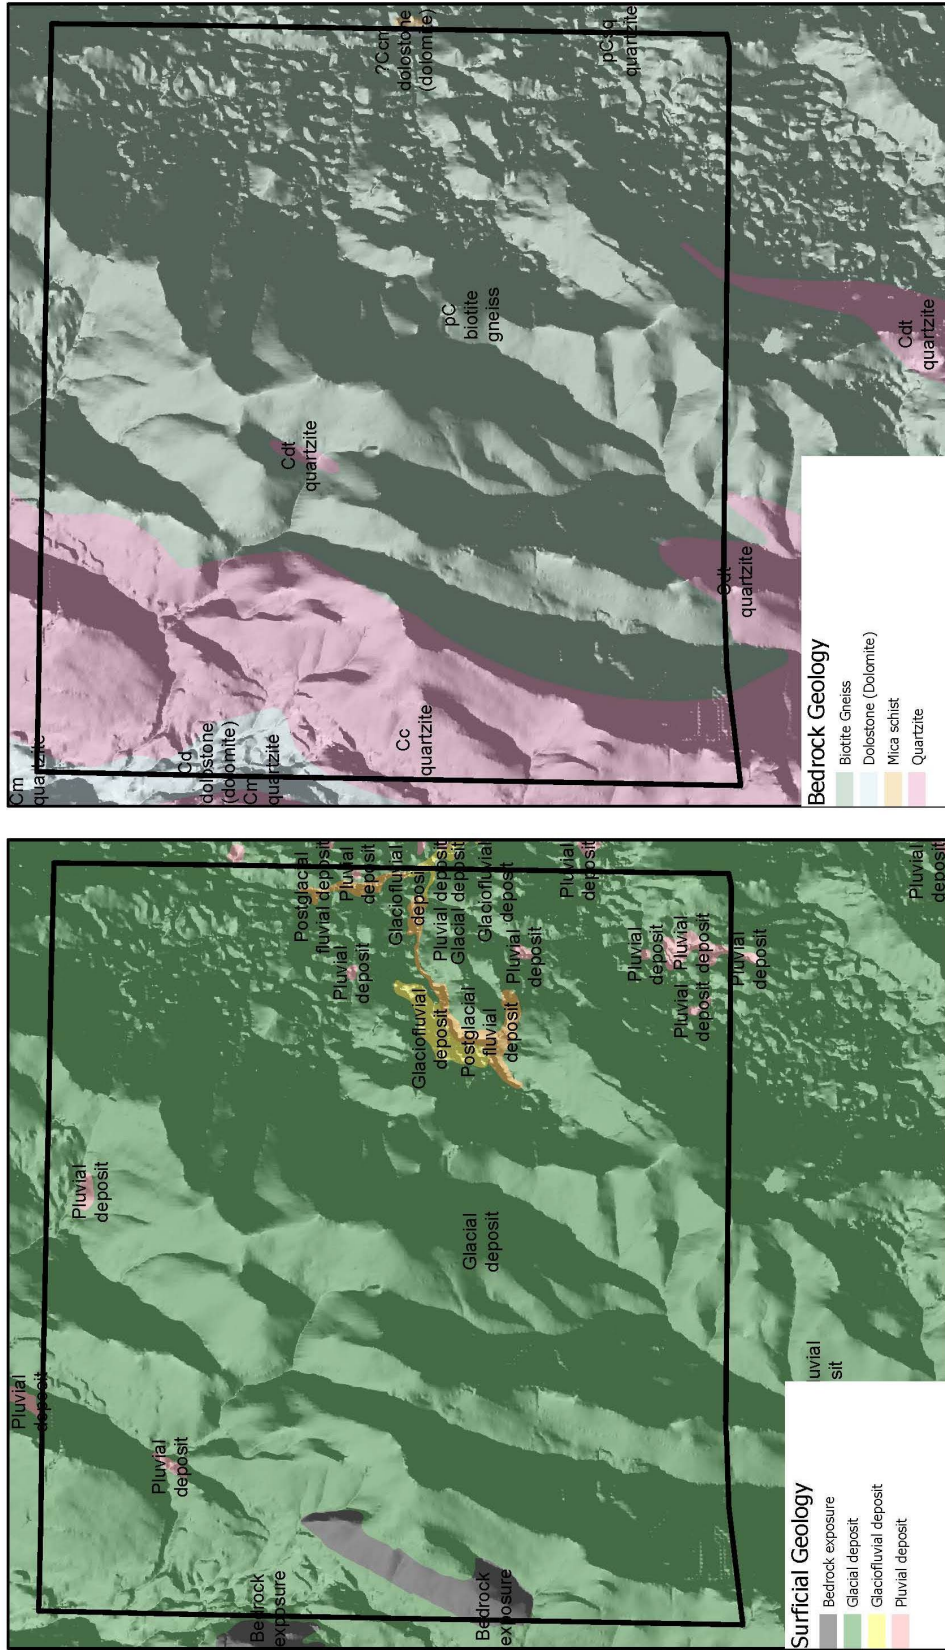 Pluvial
deposit
Pluvial
deposit
Pluvial
deposit
Bedrock
exposure
Bedrock
exposure
Glacial
deposit
Postglacial
fluvial deposit
Pluvial
deposit
Pluvial
deposit
Glaciofluvial
deposit
Glaciofluvial
deposit
Pluvial deposit
Glacial deposit
Glaciofluvial
deposit
Postglacial
fluvial
deposit
Pluvial
deposit
Pluvial
deposit
Pluvial
deposit
Pluvial
deposit
Pluvial
deposit
Pluvial
deposit
uvial
sit
Pluvial
deposit
Surficial Geology
Bedrock exposure
Glacial deposit
Glaciofluvial deposit
Pluvial deposit
Cm
quartzite
Cd
dolostone
(dolomite)
Cm
quartzite
Cdt
quartzite
Cc
quartzite
?Ccm
dolostone
(dolomite)
pC
biotite
gneiss
pCsq
quartzite
Cdt
quartzite
Cdt
quartzite
Bedrock Geology
Biotite Gneiss
Dolostone (Dolomite)
Mica schist
Quartzite